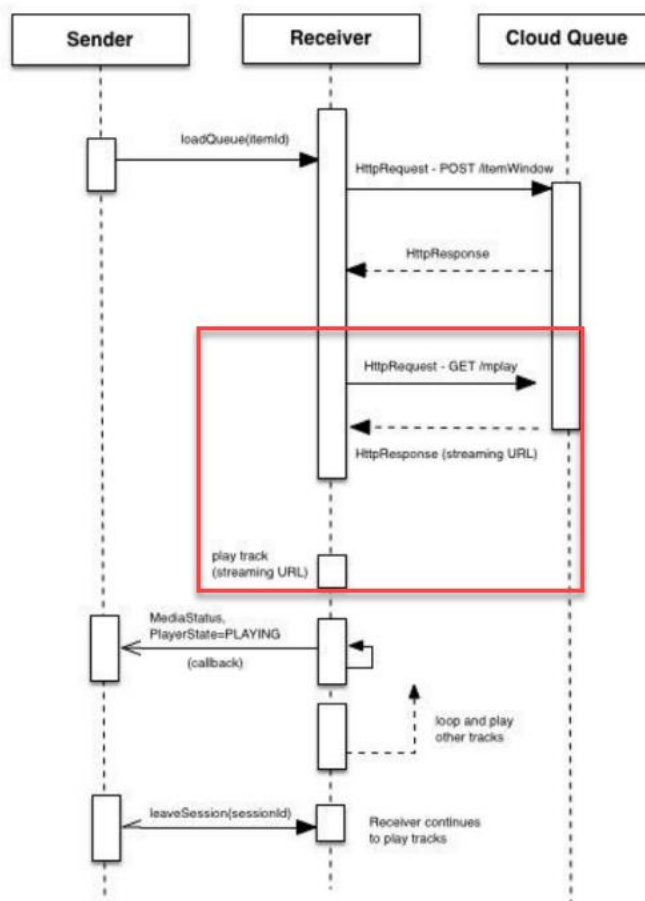 Sender
Receiver
Cloud Queue
loadQueue(itemId)
HttpRequest - POST /itemWindow
HttpResponse
HttpRequest - GET /mplay
HttpResponse (streaming URL)
play track
(streaming URL)
MediaStatus,
PlayerState=PLAYING
(callback)
loop and play
other tracks
leaveSession(sessionId)
Receiver continues
to play tracks